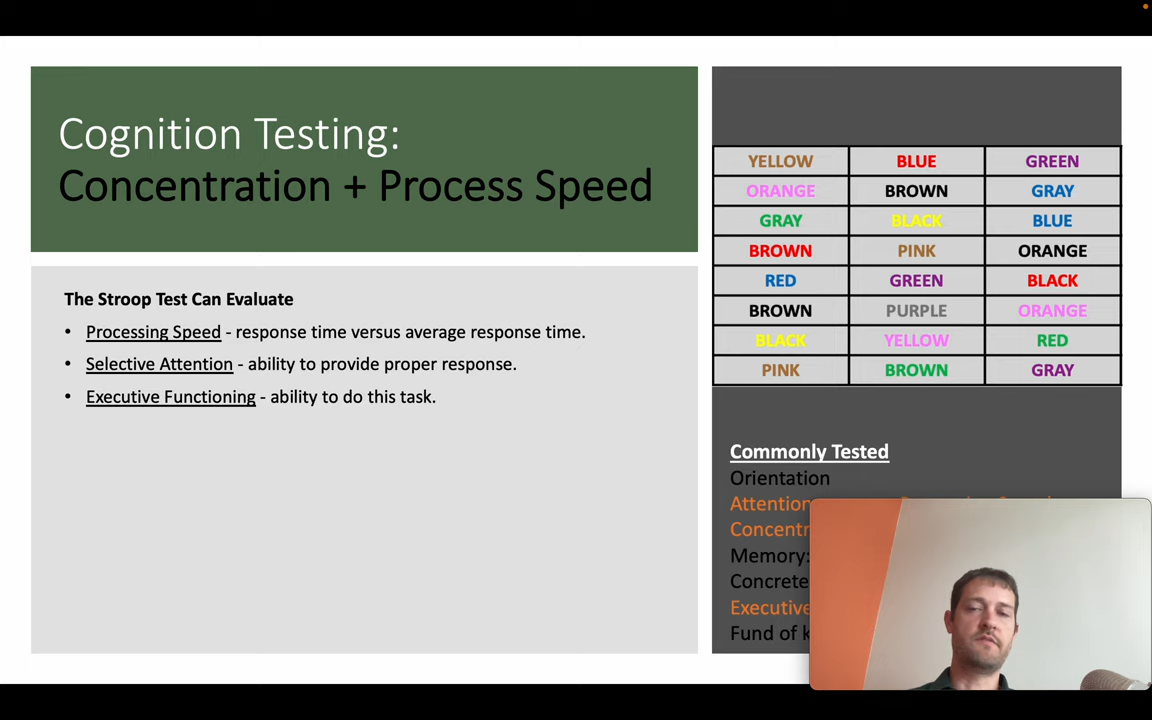 Cognition Testing:
Concentration + Process Speed
The Stroop Test Can Evaluate
• Processing Speed - response time versus average response time.
• Selective Attention - ability to provide proper response.
• Executive Functioning - ability to do this task.
YELLOW BLUE GREEN
ORANGE BROWN GRAY
GRAY BLACK BLUE
BROWN PINK ORANGE
RED GREEN BLACK
BROWN PURPLE ORANGE
BLACK YELLOW RED
PINK BROWN GRAY
Commonly Tested
Orientation
Attention
Memory:
Concrete
Executive
Fund of